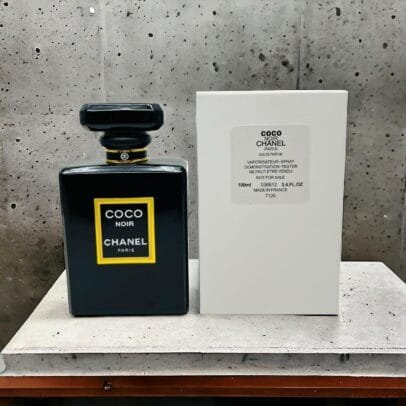 COCO
NOIR
CHANEL
PARIS
COCO
NOIR
CHANEL
PARIS
EAU DE PARFUM
VAPORISATEUR-SPRAY
DEMONSTRATION-TESTER
NE PEUT ETRE VENDU
NOT FOR SALE
100ml 3.4.FL.OZ
MADE IN FRANCE